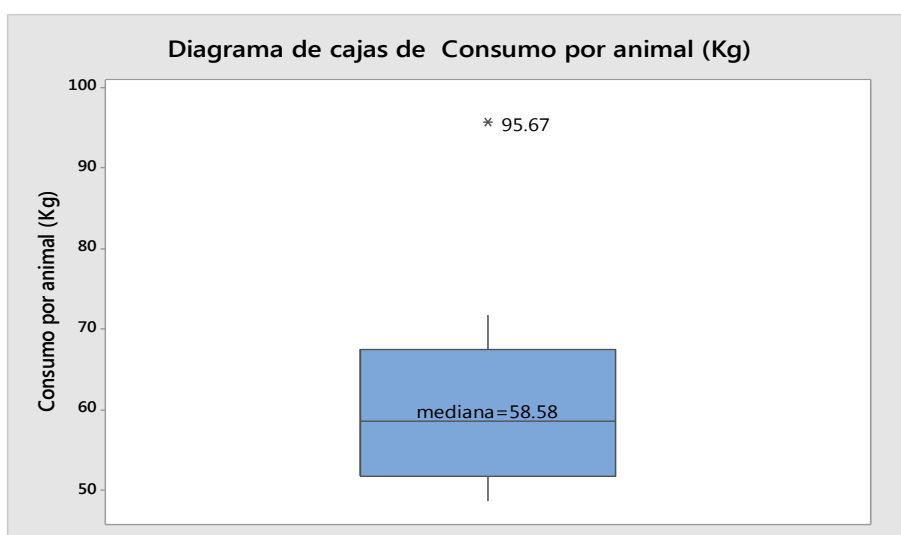 Diagrama de cajas de Consumo por animal (Kg)
Consumo por animal (Kg)
100
90
80
70
60
50
* 95.67
mediana=58.58